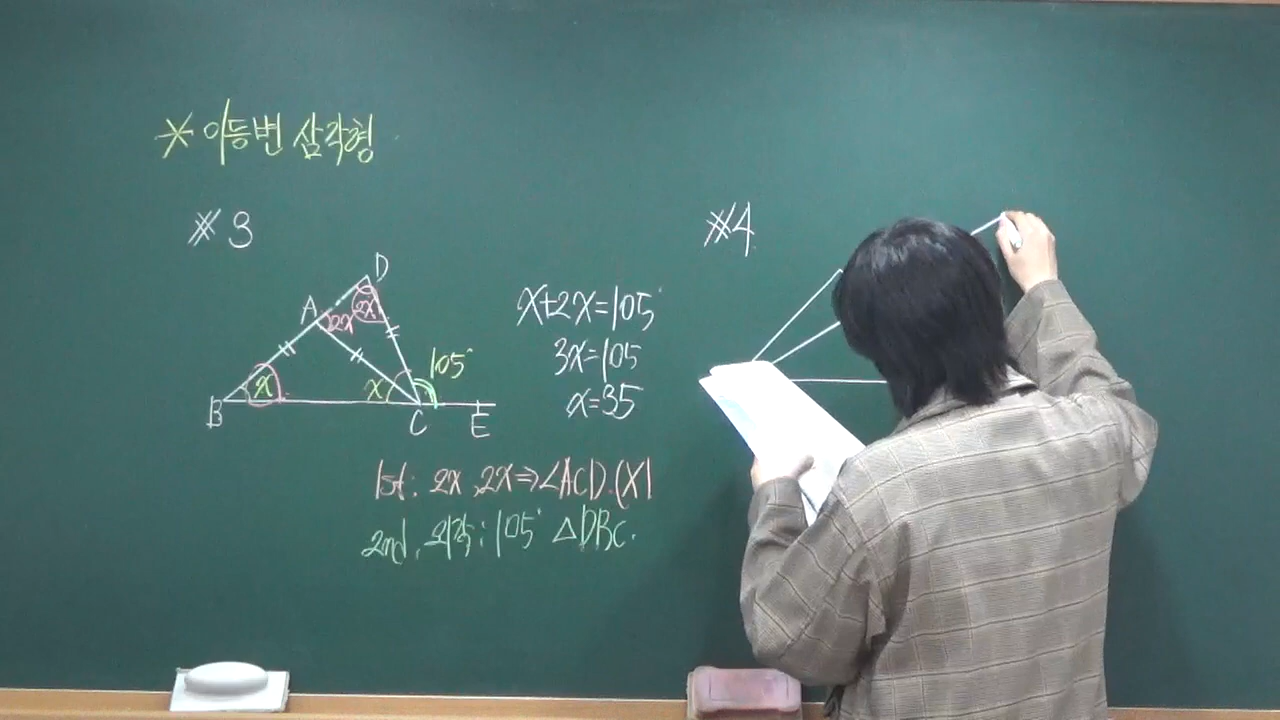 * 이등변 삼각형
# 3
D
A
2x 2x
105°
x x
B C E
x+2x=105°
3x=105
x=35
1st: 2x, 2x ⇒ ∠ACD (X)
2nd, 외각: 105° △DBC.
#4